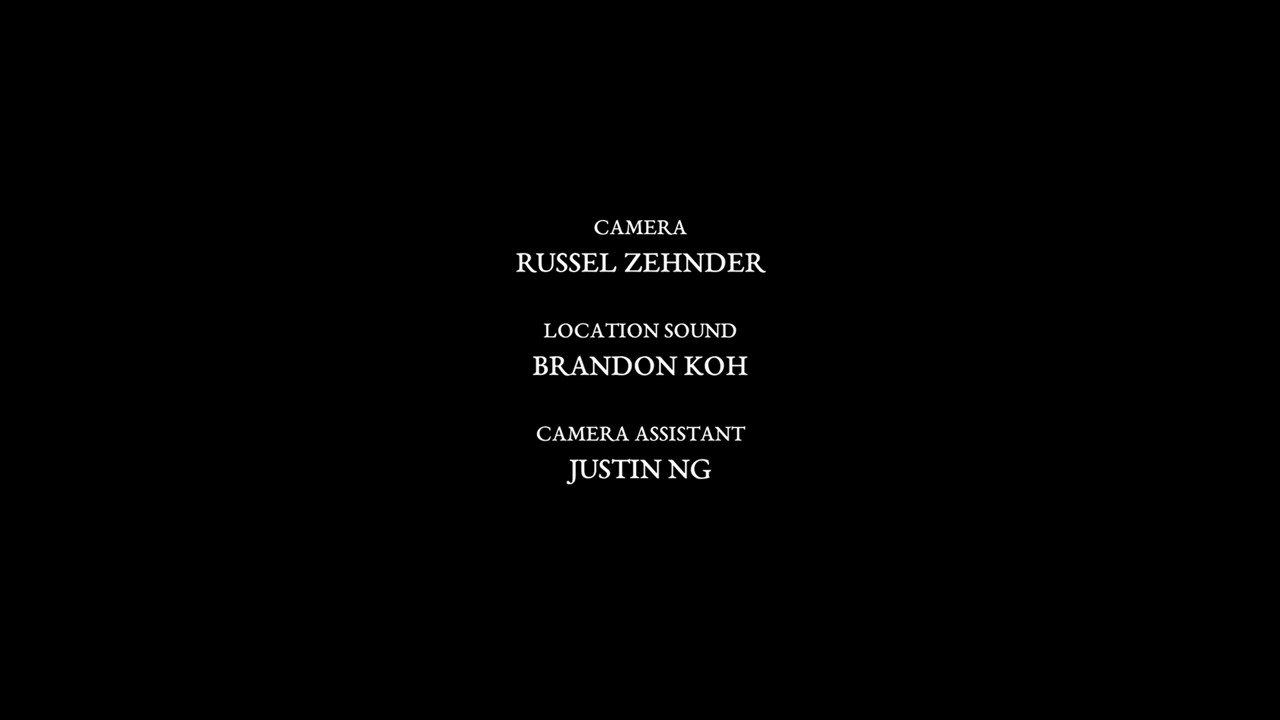 CAMERA
RUSSEL ZEHNDER
LOCATION SOUND
BRANDON KOH
CAMERA ASSISTANT
JUSTIN NG